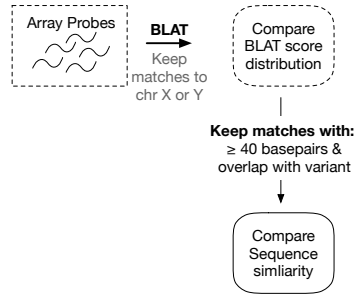 Array Probes
BLAT
Keep
matches to
chr X or Y
Compare
BLAT score
distribution
Keep matches with:
≥ 40 basepairs &
overlap with variant
Compare
Sequence
simliarity